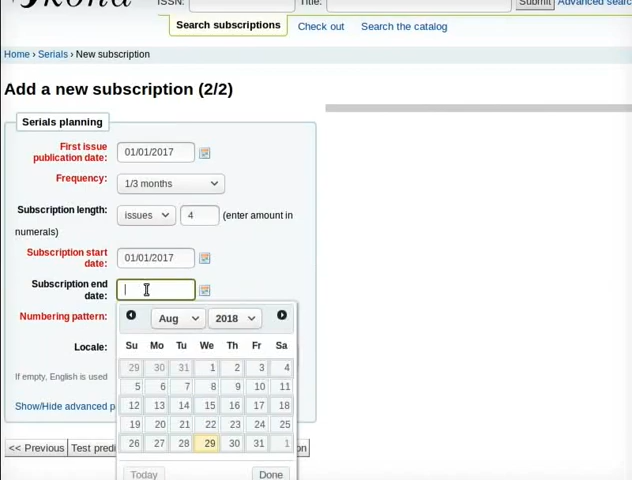 ISSN: Title: Submit Advanced searc
Search subscriptions Check out Search the catalog
Home › Serials › New subscription
Add a new subscription (2/2)
Serials planning
First issue
publication date: 01/01/2017
Frequency: 1/3 months
Subscription length: issues 4 (enter amount in
numerals)
Subscription start
date: 01/01/2017
Subscription end
date:
Numbering pattern:
Aug 2018
Su Mo Tu We Th Fr Sa
Locale:
29 30 31 1 2 3 4
If empty, English is used
5 6 7 8 9 10 11
Show/Hide advanced p
12 13 14 15 16 17 18
19 20 21 22 23 24 25
26 27 28 29 30 31 1
<< Previous Test predi on
Today Done